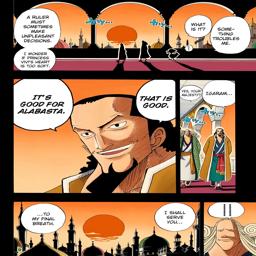 A RULER
MUST
SOMETIMES
MAKE
UNPLEASANT
DECISIONS.
I WONDER
IF PRINCESS
VIVI'S HEART
IS TOO SOFT.
WHAT
IS IT?
SOME-
THING
TROUBLES
ME.
IT'S
GOOD FOR
ALABASTA.
THAT IS
GOOD.
YES, YOUR
MAJESTY?
IGARAM...
...TO MY
FINAL
BREATH.
I SHALL
SERVE
YOU...
!!